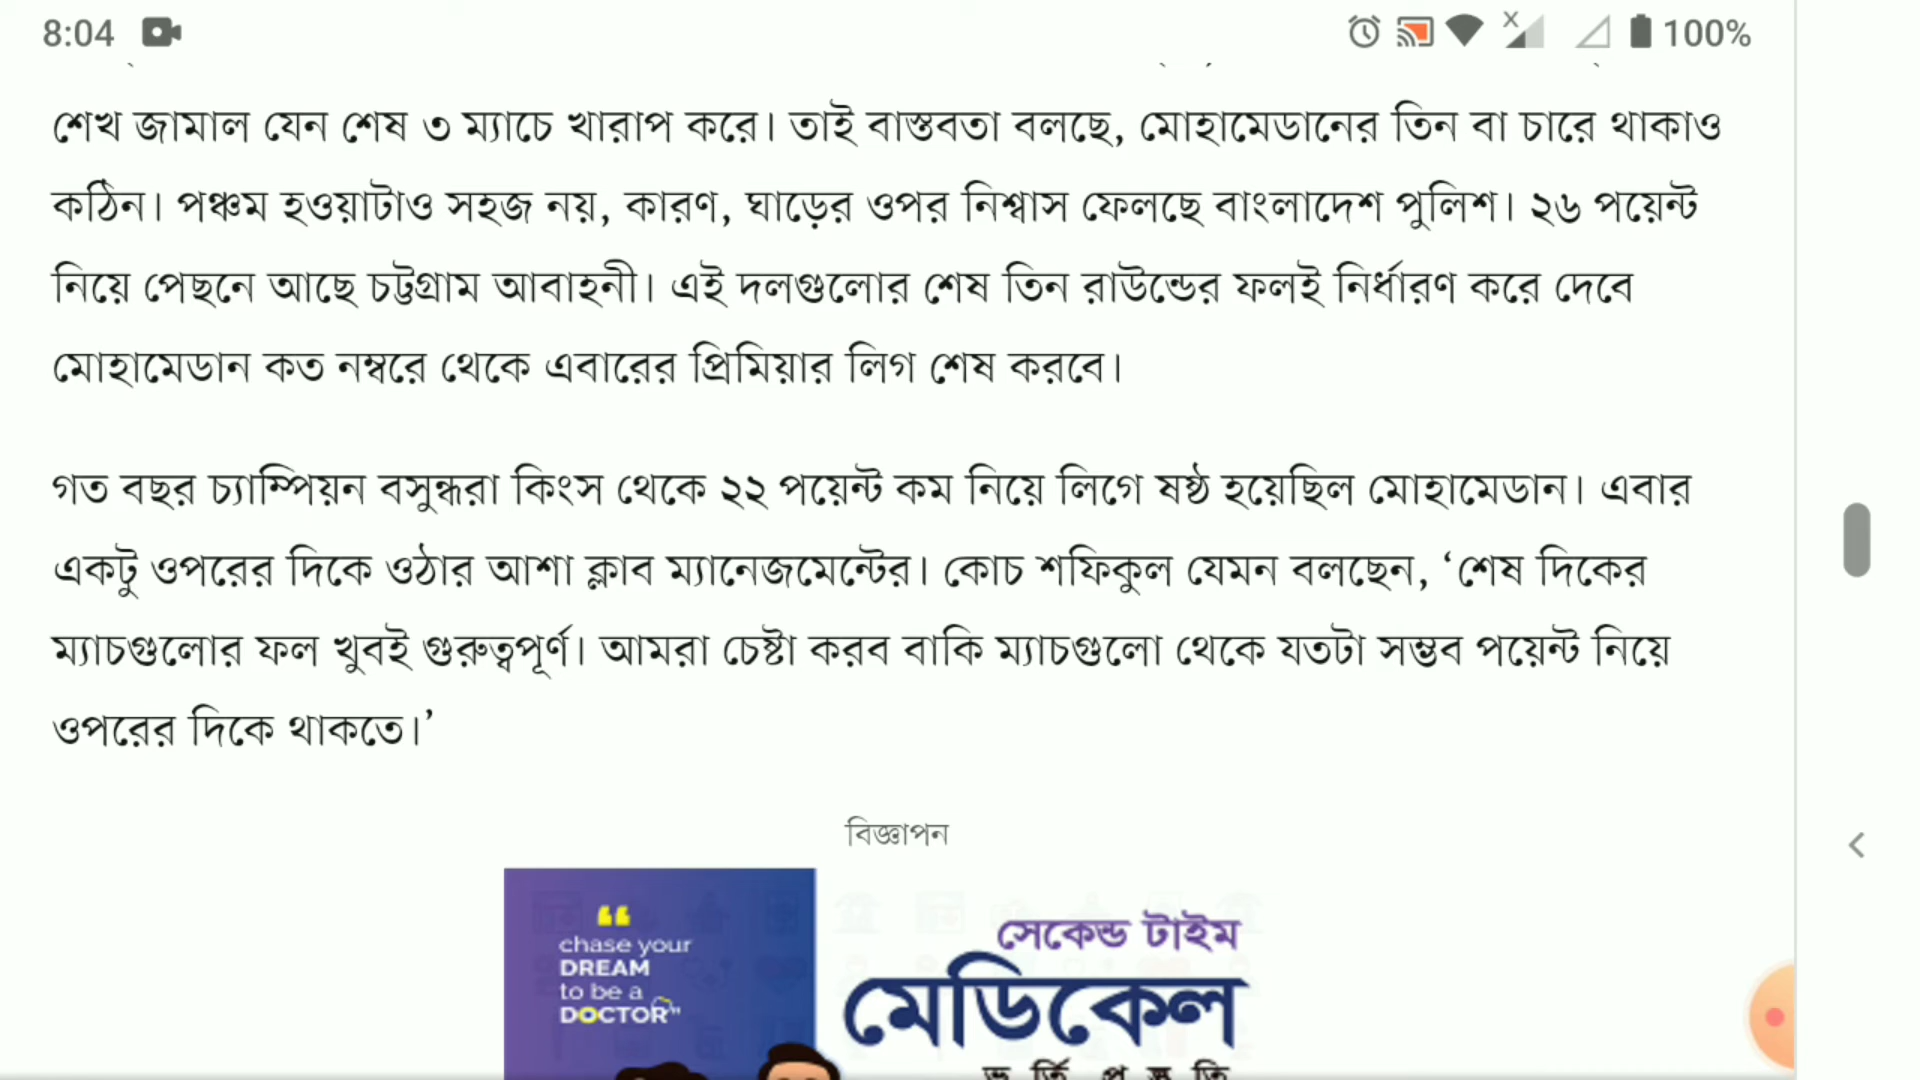 8:04
100%
শেখ জামাল যেন শেষ ৩ ম্যাচে খারাপ করে। তাই বাস্তবতা বলছে, মোহামেডানের তিন বা চারে থাকাও
কঠিন। পঞ্চম হওয়াটাও সহজ নয়, কারণ, ঘাড়ের ওপর নিশ্বাস ফেলছে বাংলাদেশ পুলিশ। ২৬ পয়েন্ট
নিয়ে পেছনে আছে চট্টগ্রাম আবাহনী। এই দলগুলোর শেষ তিন রাউন্ডের ফলই নির্ধারণ করে দেবে
মোহামেডান কত নম্বরে থেকে এবারের প্রিমিয়ার লিগ শেষ করবে।
গত বছর চ্যাম্পিয়ন বসুন্ধরা কিংস থেকে ২২ পয়েন্ট কম নিয়ে লিগে ষষ্ঠ হয়েছিল মোহামেডান। এবার
একটু ওপরের দিকে ওঠার আশা ক্লাব ম্যানেজমেন্টের। কোচ শফিকুল যেমন বলছেন, ‘শেষ দিকের
ম্যাচগুলোর ফল খুবই গুরুত্বপূর্ণ। আমরা চেষ্টা করব বাকি ম্যাচগুলো থেকে যতটা সম্ভব পয়েন্ট নিয়ে
ওপরের দিকে থাকতে।’
বিজ্ঞাপন
“
chase your
DREAM
to be a
DOCTOR”
সেকেন্ড টাইম
মেডিকেল
ভর্তি প্রস্তুতি